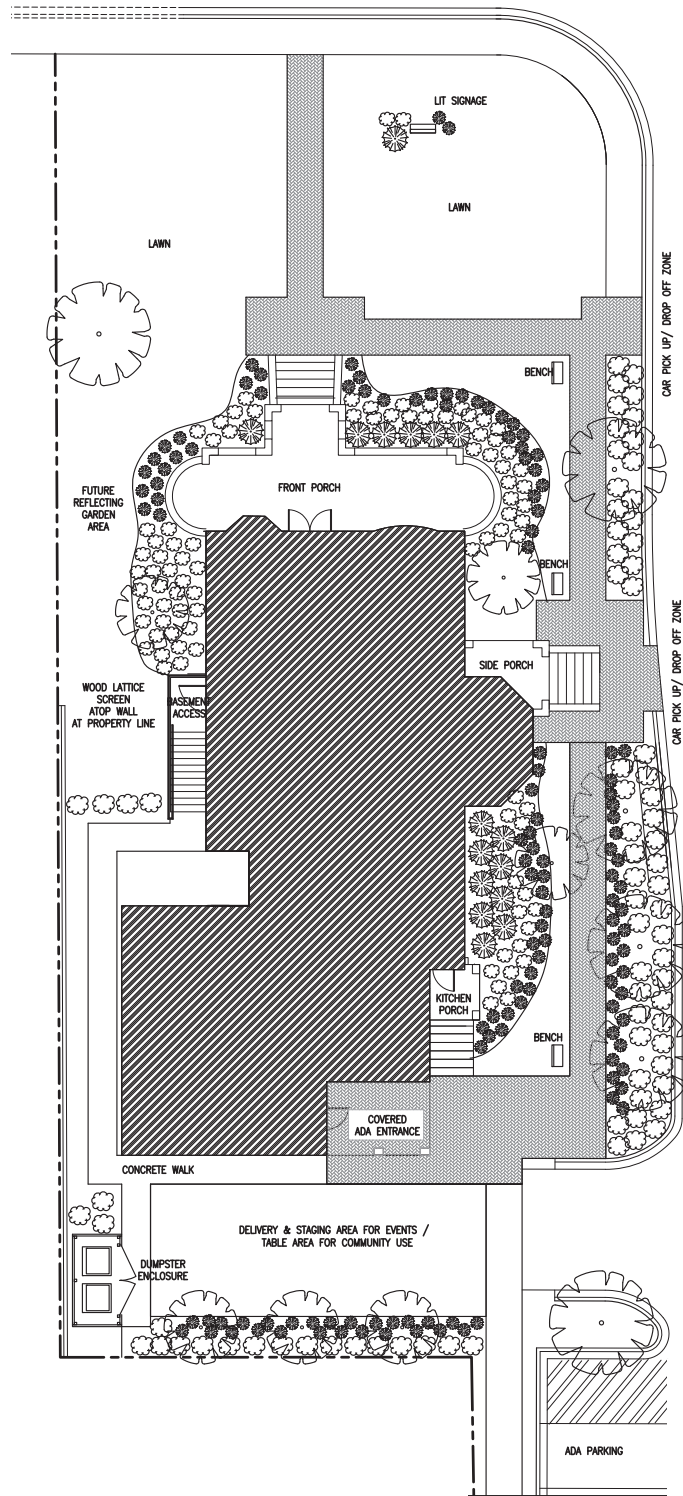 LIT SIGNAGE
LAWN
LAWN
CAR PICK UP/ DROP OFF ZONE
BENCH
FRONT PORCH
FUTURE
REFLECTING
GARDEN
AREA
BENCH
CAR PICK UP/ DROP OFF ZONE
SIDE PORCH
WOOD LATTICE
SCREEN
ATOP WALL
AT PROPERTY LINE
BASEMENT
ACCESS
KITCHEN
PORCH
BENCH
COVERED
ADA ENTRANCE
CONCRETE WALK
DELIVERY & STAGING AREA FOR EVENTS /
TABLE AREA FOR COMMUNITY USE
DUMPSTER
ENCLOSURE
ADA PARKING